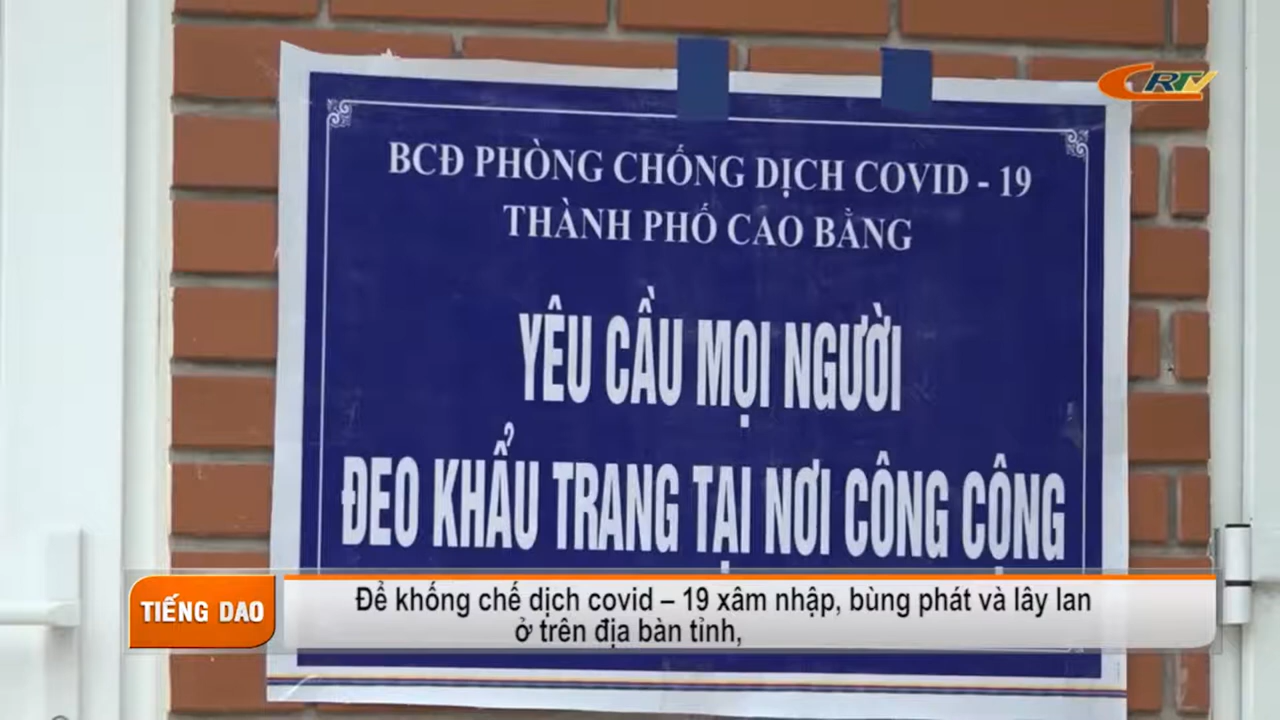 CRTV
BCĐ PHÒNG CHỐNG DỊCH COVID - 19
THÀNH PHỐ CAO BẰNG
YÊU CẦU MỌI NGƯỜI
ĐEO KHẨU TRANG TẠI NƠI CÔNG CỘNG
TIẾNG DAO
Để khống chế dịch covid – 19 xâm nhập, bùng phát và lây lan
ở trên địa bàn tỉnh,